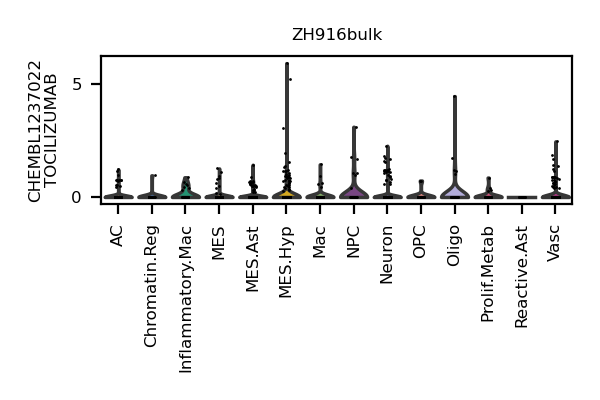 ZH916bulk
CHEMBL1237022
TOCILIZUMAB
5
0
AC
Chromatin.Reg
Inflammatory.Mac
MES
MES.Ast
MES.Hyp
Mac
NPC
Neuron
OPC
Oligo
Prolif.Metab
Reactive.Ast
Vasc